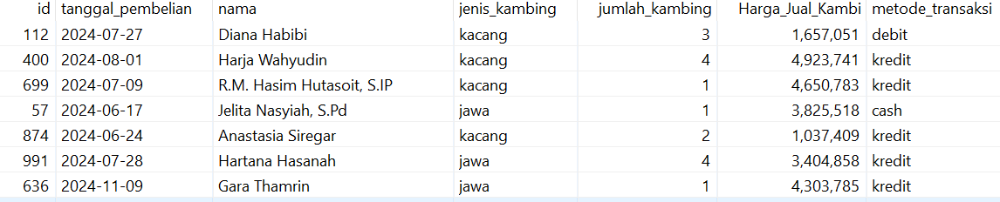 id tanggal_pembelian nama jenis_kambing jumlah_kambing Harga_Jual_Kambi metode_transaksi
112 2024-07-27 Diana Habibi kacang 3 1,657,051 debit
400 2024-08-01 Harja Wahyudin kacang 4 4,923,741 kredit
699 2024-07-09 R.M. Hasim Hutasoit, S.IP kacang 1 4,650,783 kredit
57 2024-06-17 Jelita Nasyiah, S.Pd jawa 1 3,825,518 cash
874 2024-06-24 Anastasia Siregar kacang 2 1,037,409 kredit
991 2024-07-28 Hartana Hasanah jawa 4 3,404,858 kredit
636 2024-11-09 Gara Thamrin jawa 1 4,303,785 kredit